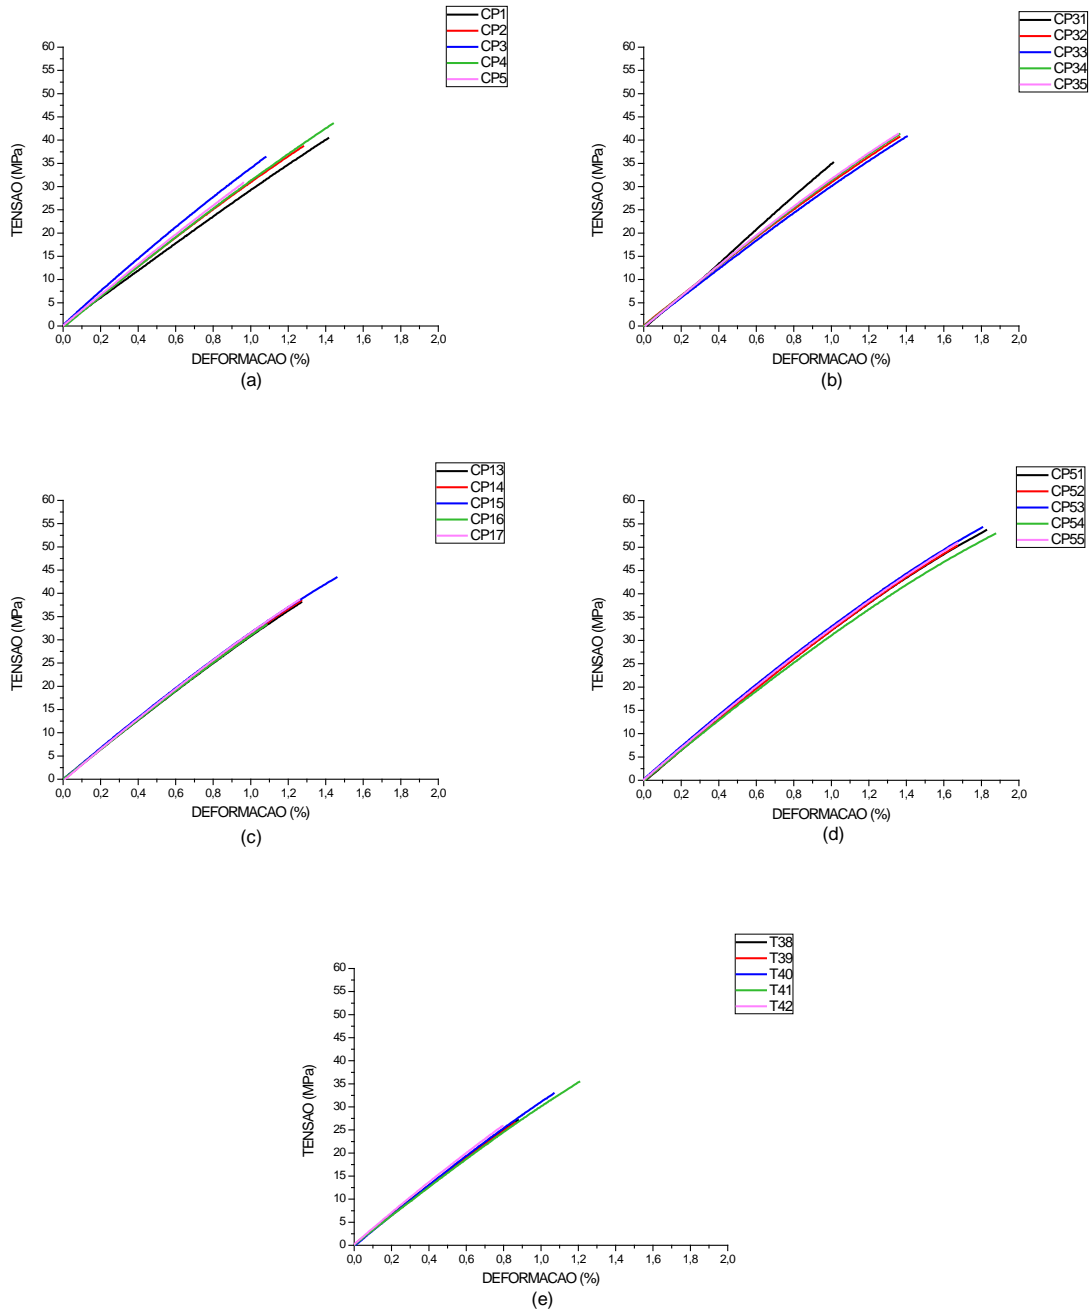 CP1
CP2
CP3
CP4
CP5
60
55
50
45
40
35
30
25
20
15
10
5
0
TENSAO (MPa)
0,0 0,2 0,4 0,6 0,8 1,0 1,2 1,4 1,6 1,8 2,0
DEFORMACAO (%)
(a)
CP31
CP32
CP33
CP34
CP35
60
55
50
45
40
35
30
25
20
15
10
5
0
TENSAO (MPa)
0,0 0,2 0,4 0,6 0,8 1,0 1,2 1,4 1,6 1,8 2,0
DEFORMACAO (%)
(b)
CP13
CP14
CP15
CP16
CP17
60
55
50
45
40
35
30
25
20
15
10
5
0
TENSAO (MPa)
0,0 0,2 0,4 0,6 0,8 1,0 1,2 1,4 1,6 1,8 2,0
DEFORMACAO (%)
(c)
CP51
CP52
CP53
CP54
CP55
60
55
50
45
40
35
30
25
20
15
10
5
0
TENSAO (MPa)
0,0 0,2 0,4 0,6 0,8 1,0 1,2 1,4 1,6 1,8 2,0
DEFORMACAO (%)
(d)
T38
T39
T40
T41
T42
60
55
50
45
40
35
30
25
20
15
10
5
0
TENSAO (MPa)
0,0 0,2 0,4 0,6 0,8 1,0 1,2 1,4 1,6 1,8 2,0
DEFORMACAO (%)
(e)